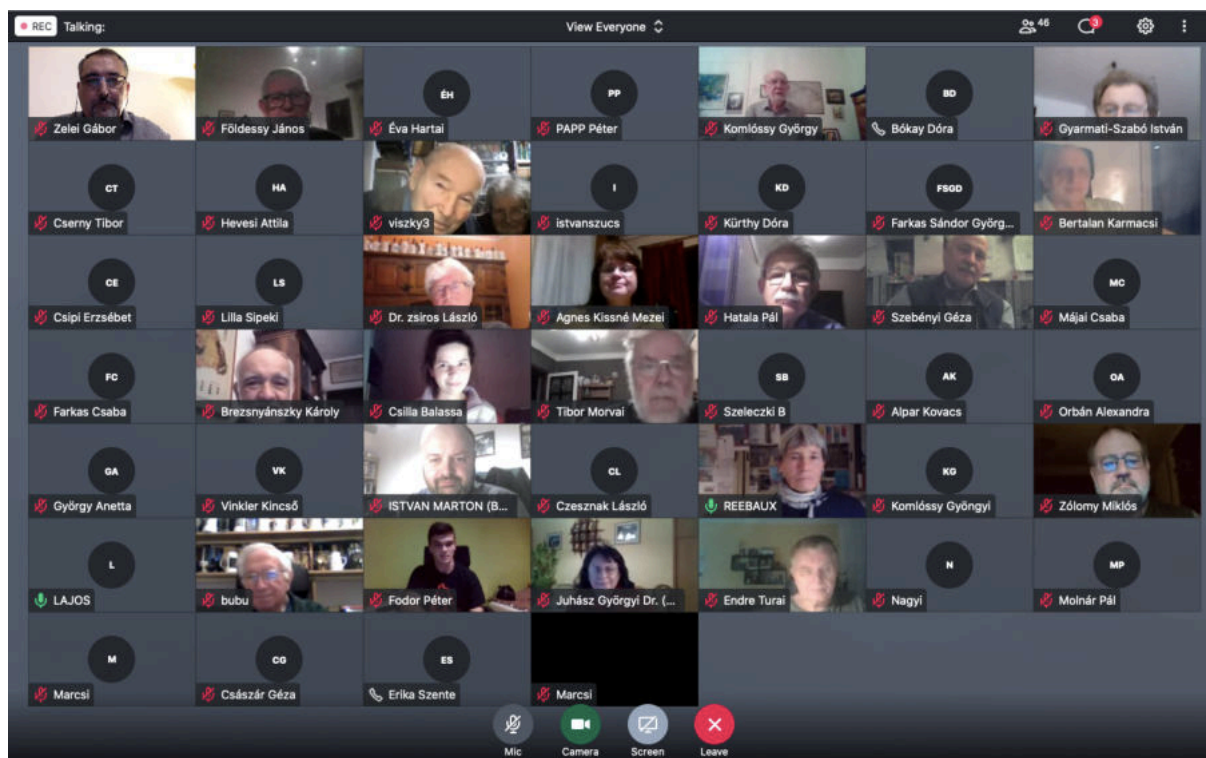 REC Talking: View Everyone 46 3
ÉH PP BD
Zelei Gábor Földessy János Éva Hartai PAPP Péter Komlóssy György Bókay Dóra Gyarmati-Szabó István
CT HA I KD FSGD
Cserny Tibor Hevesi Attila viszky3 istvanszucs Kürthy Dóra Farkas Sándor Györg... Bertalan Karmacsi
CE LS MC
Csipi Erzsébet Lilla Sipeki Dr. zsiros László Agnes Kissné Mezei Hatala Pál Szebényi Géza Májai Csaba
FC SB AK OA
Farkas Csaba Brezsnyánszky Károly Csilla Balassa Tibor Morvai Szeleczki B Alpar Kovacs Orbán Alexandra
GA VK CL KG
György Anetta Vinkler Kincső ISTVAN MARTON (B... Czesznak László REEBAUX Komlóssy Gyöngyi Zólomy Miklós
L N MP
LAJOS bubu Fodor Péter Juhász Györgyi Dr. (... Endre Turai Nagyi Molnár Pál
M CG ES
Marcsi Császár Géza Erika Szente Marcsi
Mic Camera Screen Leave